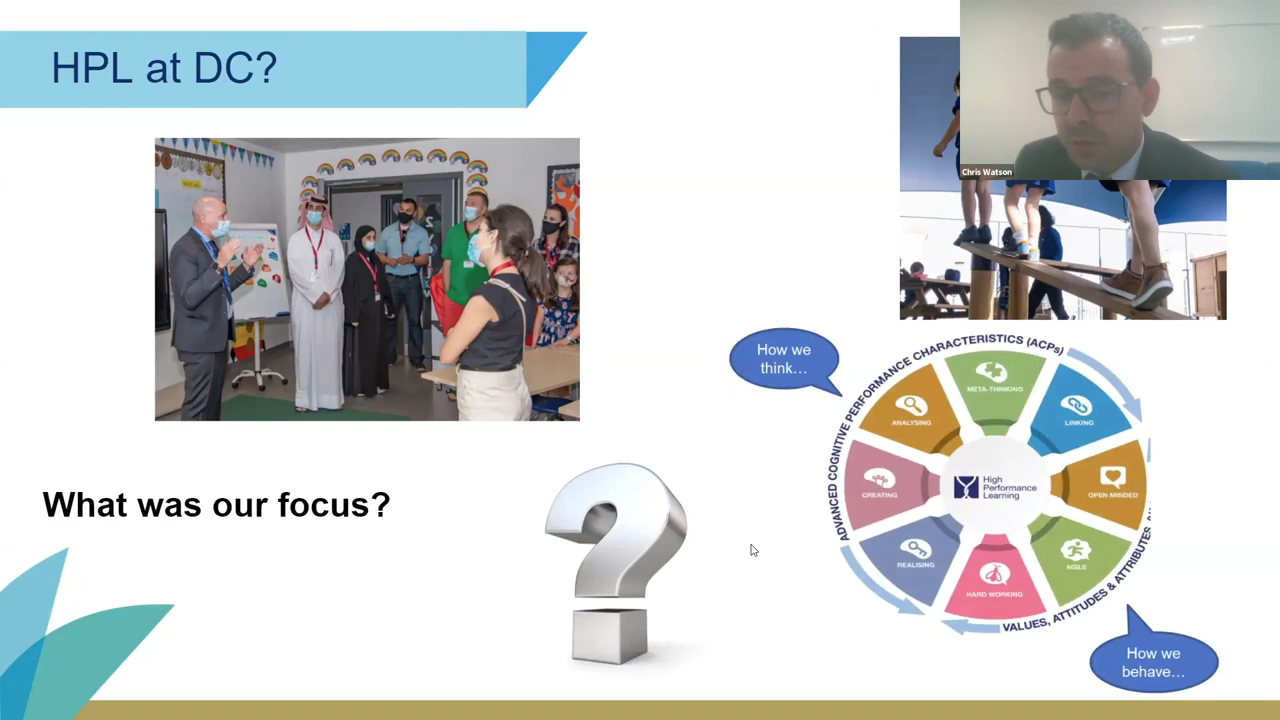 HPL at DC?
Chris Watson
How we
think…
ADVANCED COGNITIVE PERFORMANCE CHARACTERISTICS (ACPs)
META-THINKING
LINKING
ANALYSING
OPEN MINDED
CREATING
High
Performance
Learning
REALISING
AGILE
HARD WORKING
VALUES, ATTITUDES & ATTRIBUTES
What was our focus?
How we
behave…